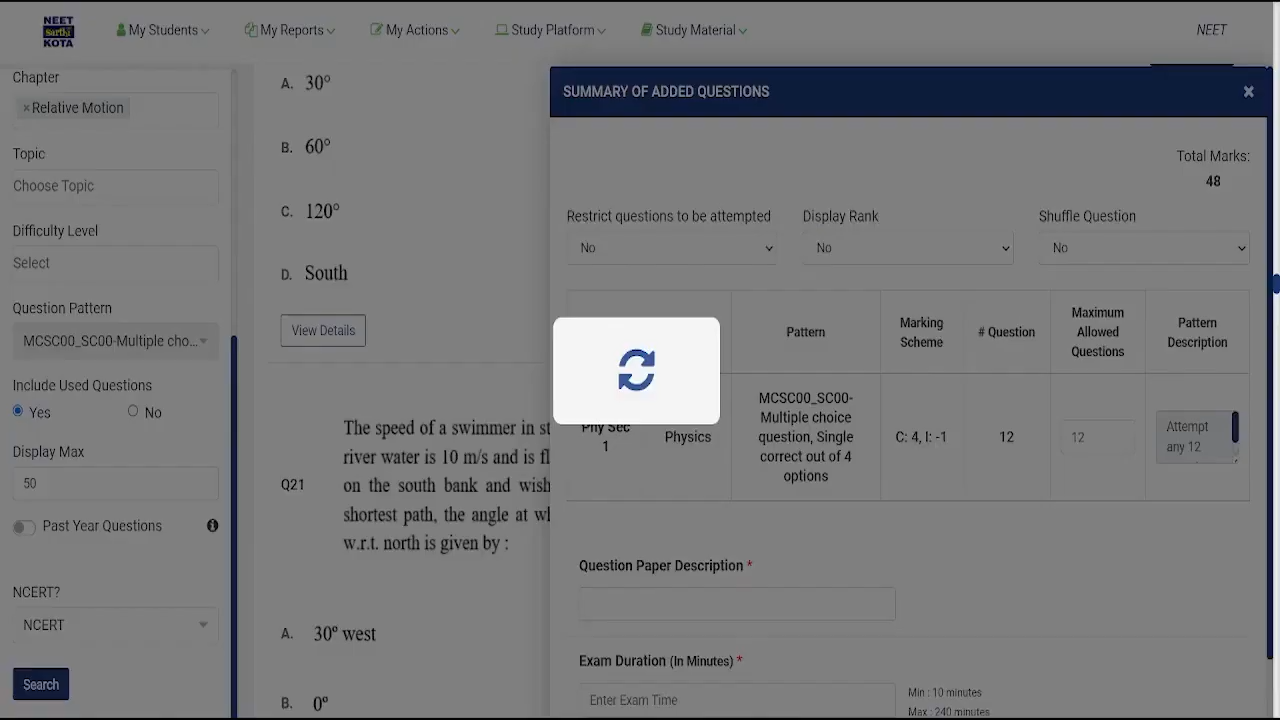 NEET
sarthi
KOTA
My Students
My Reports
My Actions
Study Platform
Study Material
NEET
Chapter
×Relative Motion
Topic
Choose Topic
Difficulty Level
Select
Question Pattern
MCSC00_SC00-Multiple cho...
Include Used Questions
Yes
No
Display Max
50
Past Year Questions
NCERT?
NCERT
Search
A. 30°
B. 60°
C. 120°
D. South
View Details
Q21
The speed of a swimmer in st
river water is 10 m/s and is fl
on the south bank and wish
shortest path, the angle at wh
w.r.t. north is given by :
A. 30° west
B. 0°
SUMMARY OF ADDED QUESTIONS
×
Total Marks:
48
Restrict questions to be attempted
No
Display Rank
No
Shuffle Question
No
Pattern
Marking
Scheme
# Question
Maximum
Allowed
Questions
Pattern
Description
Phy Sec
1
Physics
MCSC00_SC00-
Multiple choice
question, Single
correct out of 4
options
C: 4, I: -1
12
12
Attempt
any 12
Question Paper Description *
Exam Duration (In Minutes) *
Enter Exam Time
Min : 10 minutes
Max : 240 minutes